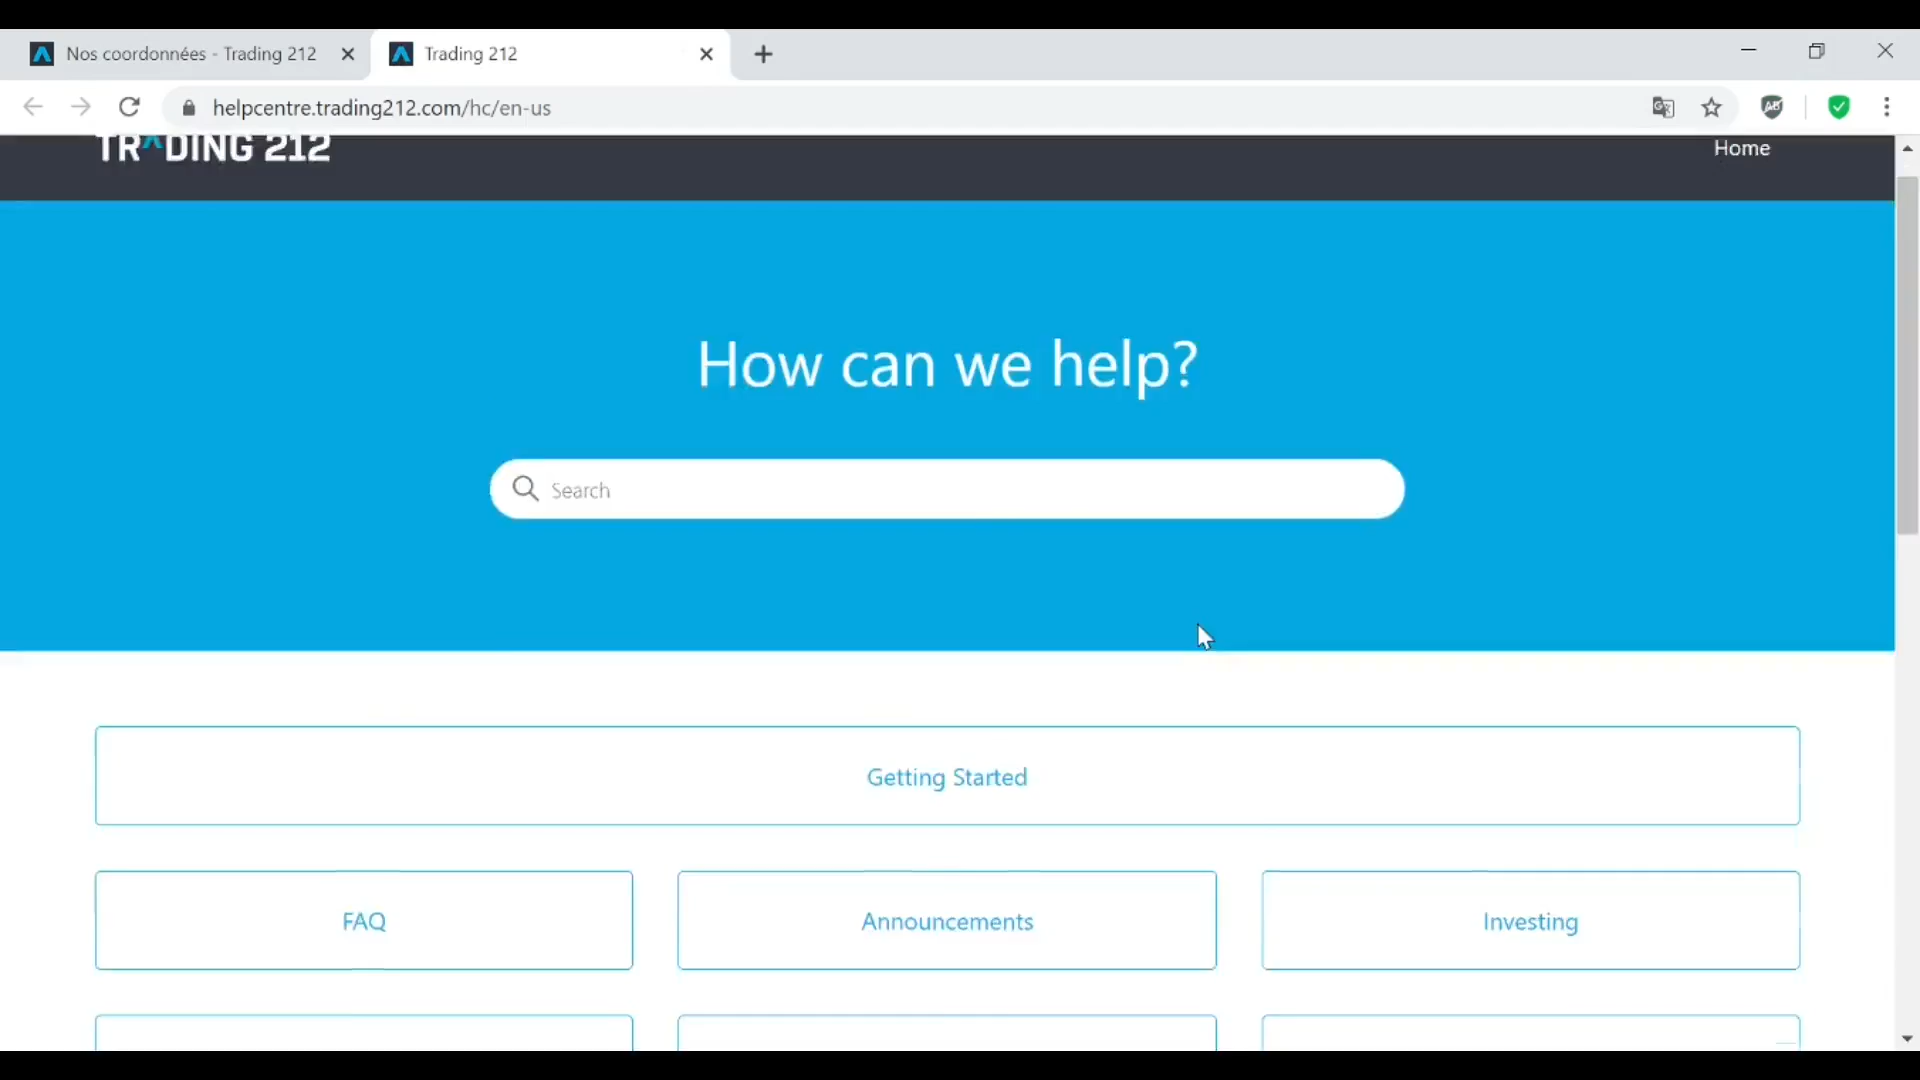 Nos coordonnées - Trading 212
Trading 212
helpcentre.trading212.com/hc/en-us
TRADING 212
Home
How can we help?
Search
Getting Started
FAQ
Announcements
Investing